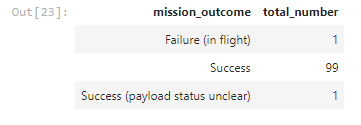 Out[23]: mission_outcome total_number
Failure (in flight) 1
Success 99
Success (payload status unclear) 1